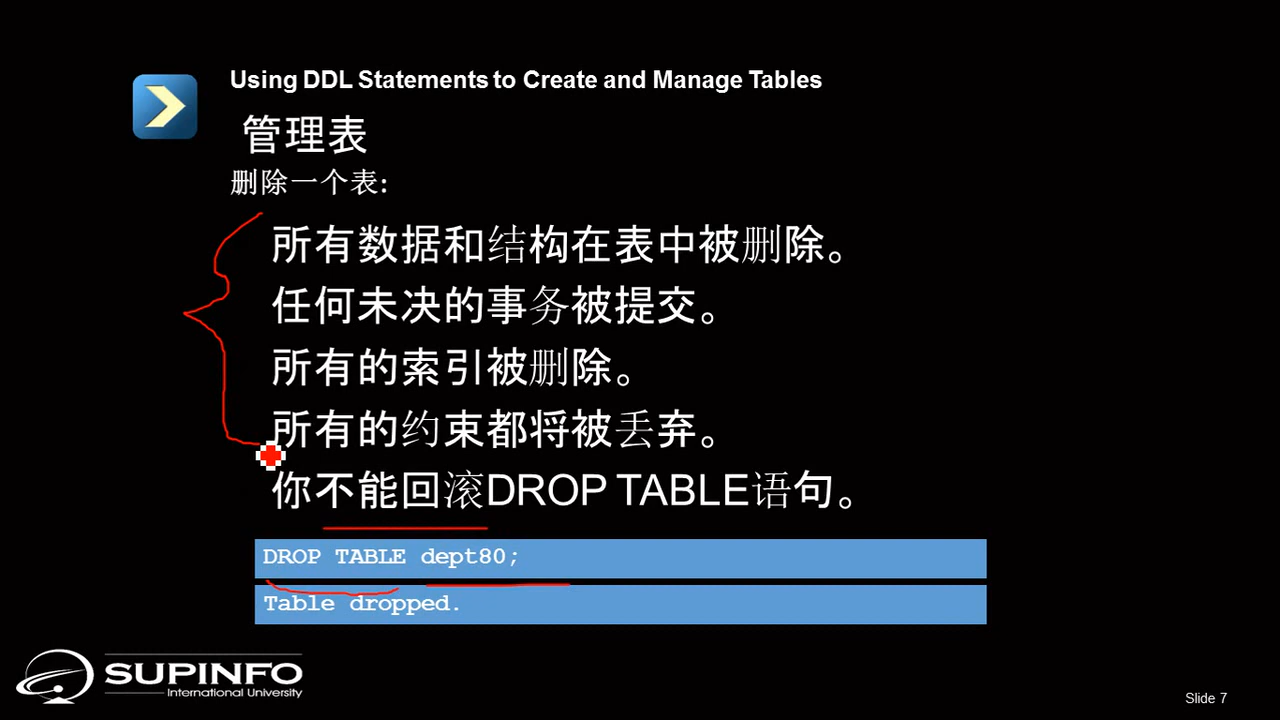 Using DDL Statements to Create and Manage Tables
管理表
删除一个表:
所有数据和结构在表中被删除。
任何未决的事务被提交。
所有的索引被删除。
所有的约束都将被丢弃。
你不能回滚DROP TABLE语句。
DROP TABLE dept80;
Table dropped.
SUPINFO
International University
Slide 7